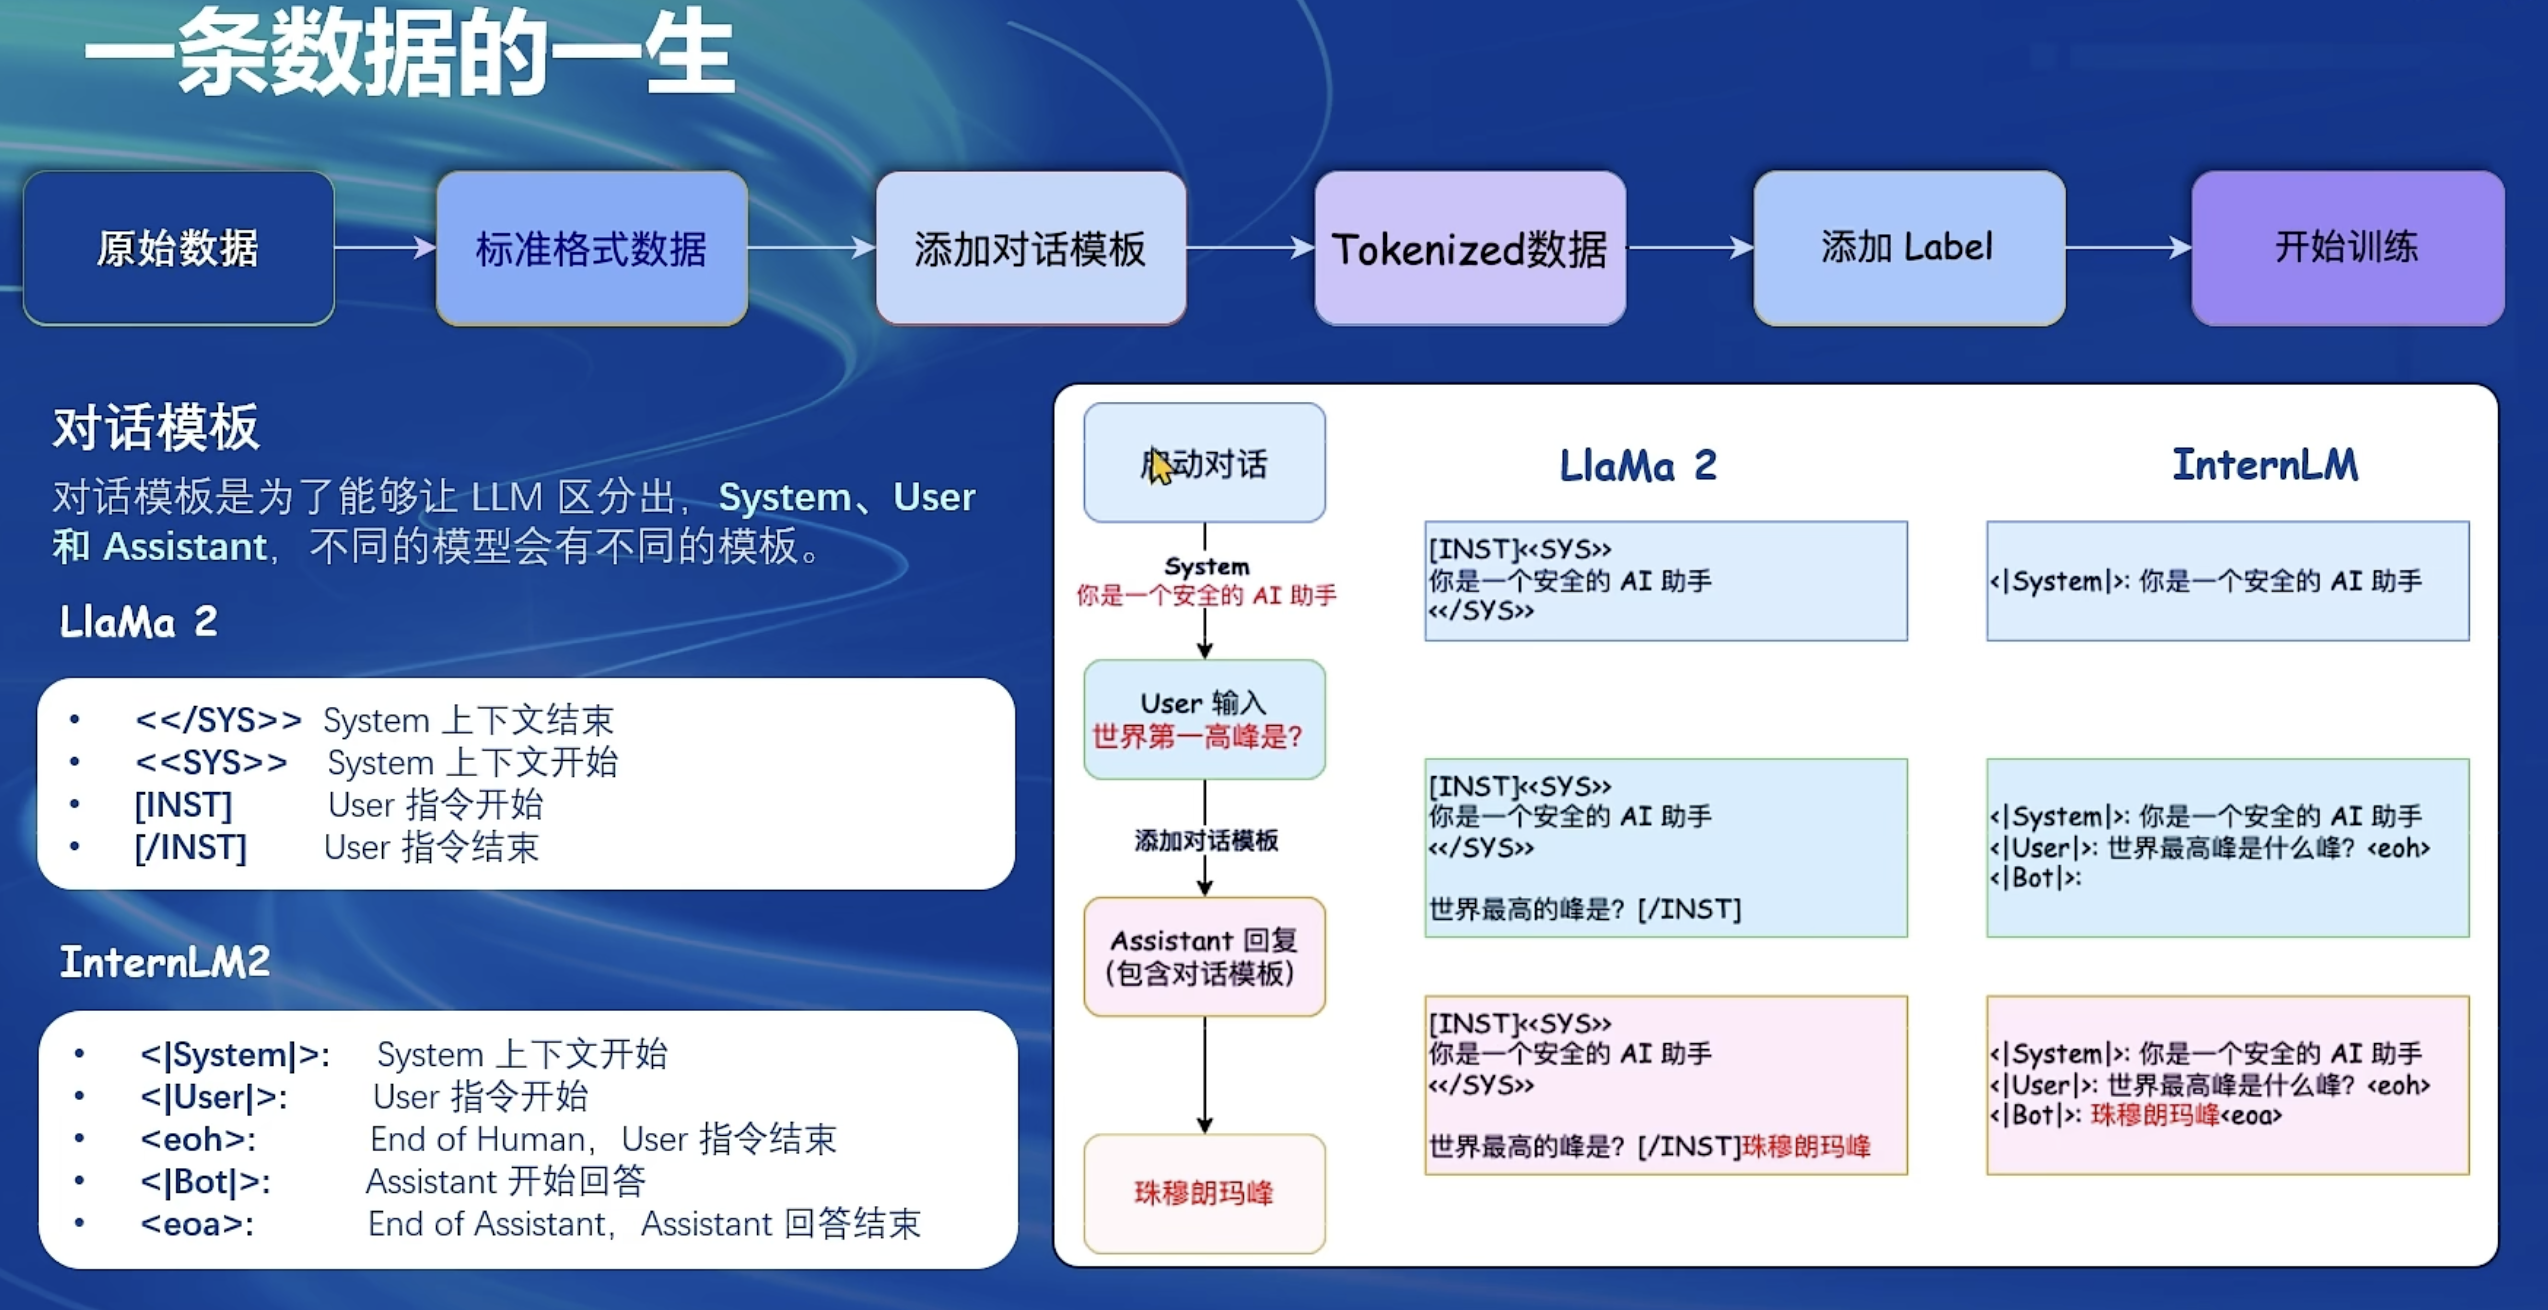 一条数据的一生
原始数据
标准格式数据
添加对话模板
Tokenized数据
添加 Label
开始训练
对话模板
对话模板是为了能够让 LLM 区分出，System、User
和 Assistant，不同的模型会有不同的模板。
LlaMa 2
• <</SYS>> System 上下文结束
• <<SYS>> System 上下文开始
• [INST] User 指令开始
• [/INST] User 指令结束
InternLM2
• <|System|>: System 上下文开始
• <|User|>: User 指令开始
• <eoh>: End of Human，User 指令结束
• <|Bot|>: Assistant 开始回答
• <eoa>: End of Assistant，Assistant 回答结束
动对话
System
你是一个安全的 AI 助手
User 输入
世界第一高峰是？
添加对话模板
Assistant 回复
(包含对话模板)
珠穆朗玛峰
LlaMa 2
[INST]<<SYS>>
你是一个安全的 AI 助手
<</SYS>>
[INST]<<SYS>>
你是一个安全的 AI 助手
<</SYS>>
世界最高的峰是？[/INST]
[INST]<<SYS>>
你是一个安全的 AI 助手
<</SYS>>
世界最高的峰是？[/INST]珠穆朗玛峰
InternLM
<|System|>: 你是一个安全的 AI 助手
<|System|>: 你是一个安全的 AI 助手
<|User|>: 世界最高峰是什么峰？<eoh>
<|Bot|>:
<|System|>: 你是一个安全的 AI 助手
<|User|>: 世界最高峰是什么峰？<eoh>
<|Bot|>: 珠穆朗玛峰<eoa>